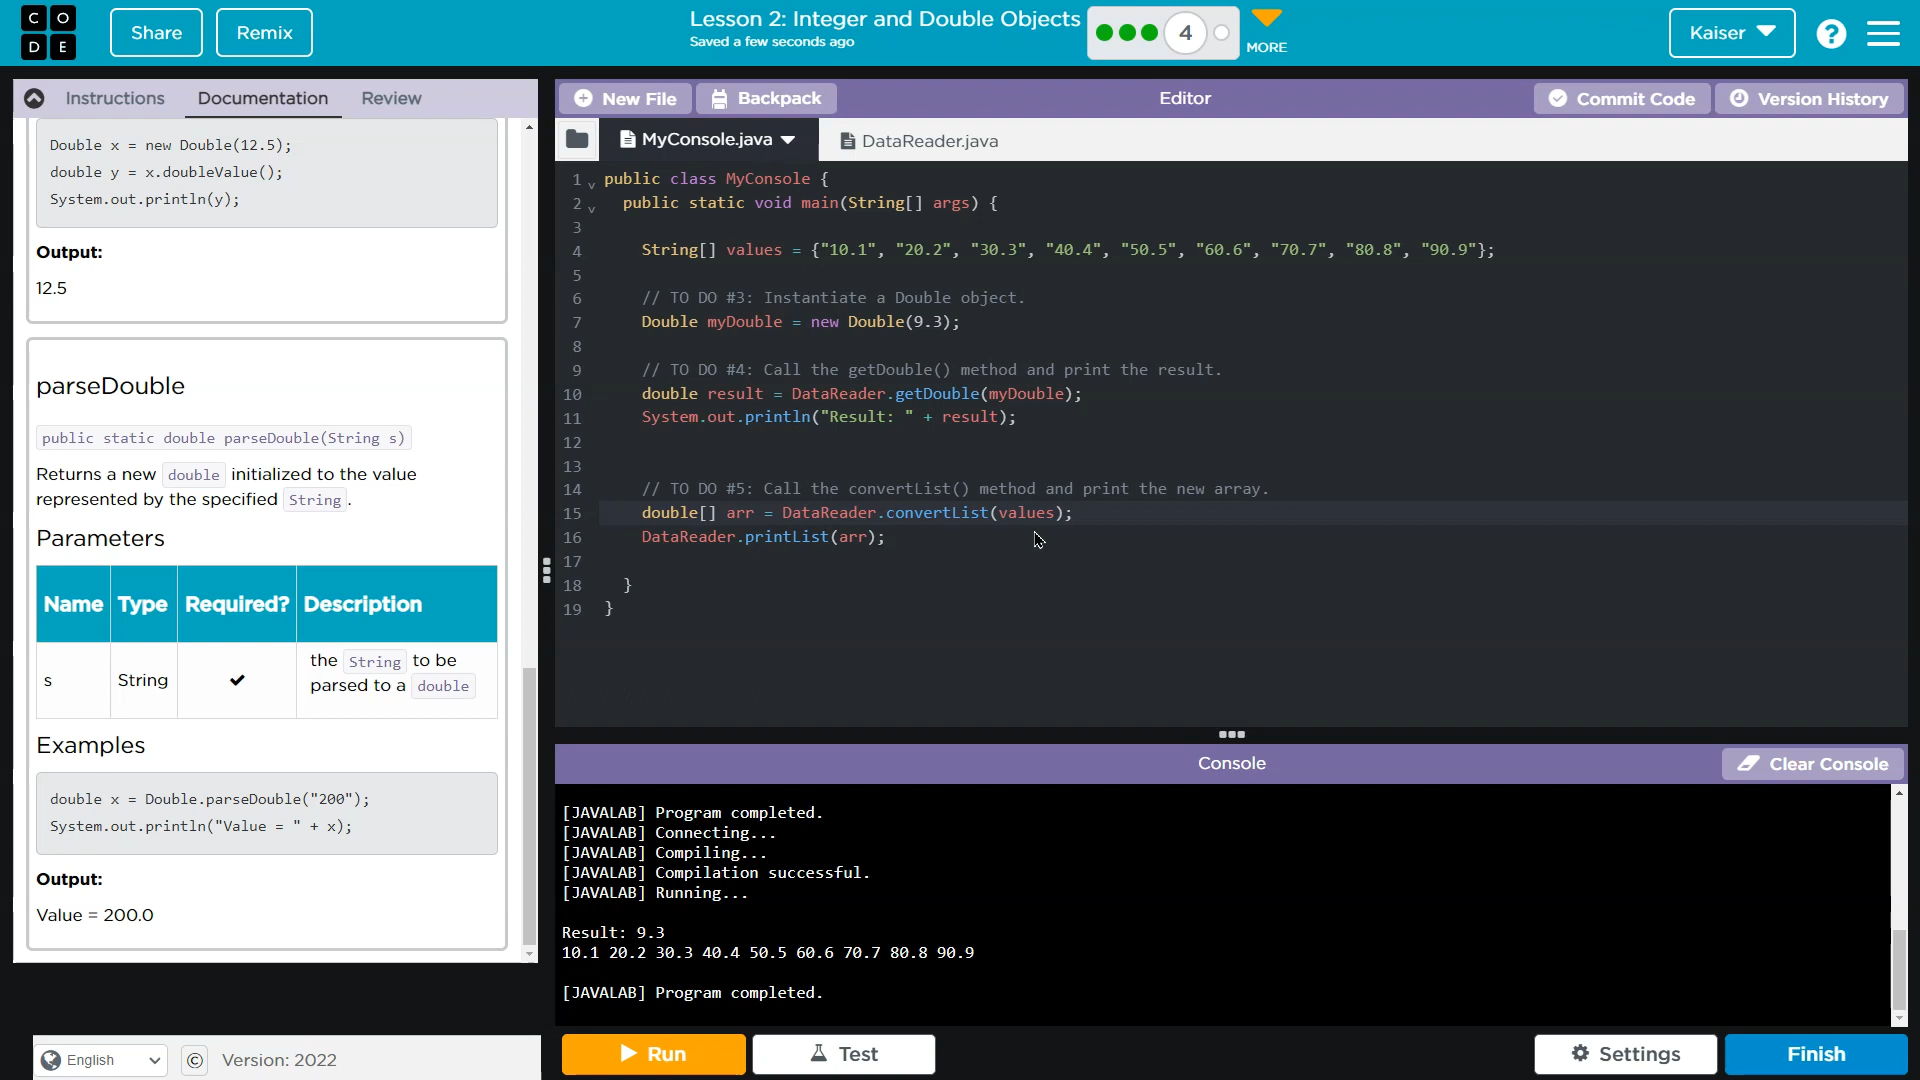 C O
D E
Share
Remix
Lesson 2: Integer and Double Objects
Saved a few seconds ago
4
MORE
Kaiser
?
Instructions
Documentation
Review
Double x = new Double(12.5);
double y = x.doubleValue();
System.out.println(y);
Output:
12.5
parseDouble
public static double parseDouble(String s)
Returns a new double initialized to the value
represented by the specified String.
Parameters
Name Type Required? Description
s String ✔ the String to be
parsed to a double
Examples
double x = Double.parseDouble("200");
System.out.println("Value = " + x);
Output:
Value = 200.0
English
© Version: 2022
New File
Backpack
Editor
Commit Code
Version History
MyConsole.java
DataReader.java
1 public class MyConsole {
2 public static void main(String[] args) {
3
4 String[] values = {"10.1", "20.2", "30.3", "40.4", "50.5", "60.6", "70.7", "80.8", "90.9"};
5
6 // TO DO #3: Instantiate a Double object.
7 Double myDouble = new Double(9.3);
8
9 // TO DO #4: Call the getDouble() method and print the result.
10 double result = DataReader.getDouble(myDouble);
11 System.out.println("Result: " + result);
12
13
14 // TO DO #5: Call the convertList() method and print the new array.
15 double[] arr = DataReader.convertList(values);
16 DataReader.printList(arr);
17
18 }
19 }
Console
Clear Console
[JAVALAB] Program completed.
[JAVALAB] Connecting...
[JAVALAB] Compiling...
[JAVALAB] Compilation successful.
[JAVALAB] Running...
Result: 9.3
10.1 20.2 30.3 40.4 50.5 60.6 70.7 80.8 90.9
[JAVALAB] Program completed.
Run
Test
Settings
Finish